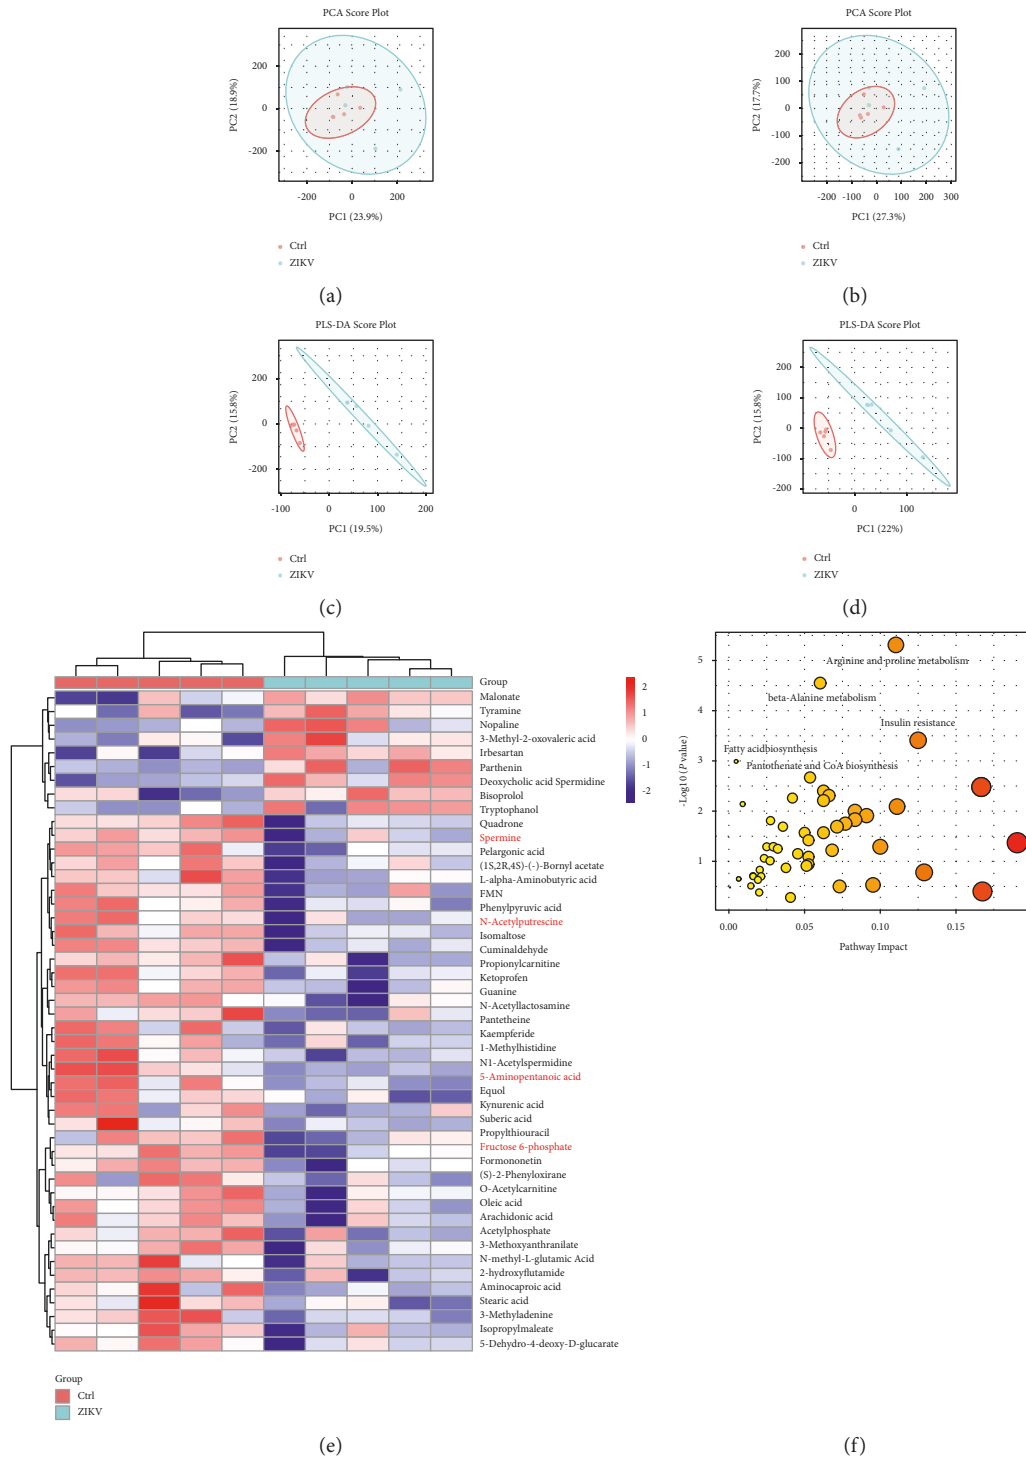 PCA Score Plot
PC2 (18.9%)
200
0
-200
-200
0
200
PC1 (23.9%)
Ctrl
ZIKV
(a)
PCA Score Plot
PC2 (17.7%)
200
100
0
-100
-200
-200
-100
0
100
200
300
PC1 (27.3%)
Ctrl
ZIKV
(b)
PLS-DA Score Plot
PC2 (15.8%)
200
0
-200
-100
0
100
200
PC1 (19.5%)
Ctrl
ZIKV
(c)
PLS-DA Score Plot
PC2 (15.8%)
200
100
0
-100
-200
0
100
PC1 (22%)
Ctrl
ZIKV
(d)
Group
Malonate
Tyramine
Nopaline
3-Methyl-2-oxovaleric acid
Irbesartan
Parthenin
Deoxycholic acid Spermidine
Bisoprolol
Tryptophanol
Quadrone
Spermine
Pelargonic acid
(1S,2R,4S)-(-)-Bornyl acetate
L-alpha-Aminobutyric acid
FMN
Phenylpyruvic acid
N-Acetylputrescine
Isomaltose
Cuminaldehyde
Propionylcarnitine
Ketoprofen
Guanine
N-Acetyllactosamine
Pantetheine
Kaempferide
1-Methylhistidine
N1-Acetylspermidine
5-Aminopentanoic acid
Equol
Kynurenic acid
Suberic acid
Propylthiouracil
Fructose 6-phosphate
Formononetin
(S)-2-Phenyloxirane
O-Acetylcarnitine
Oleic acid
Arachidonic acid
Acetylphosphate
3-Methoxyanthranilate
N-methyl-L-glutamic Acid
2-hydroxyflutamide
Aminocaproic acid
Stearic acid
3-Methyladenine
Isopropylmaleate
5-Dehydro-4-deoxy-D-glucarate
2
1
0
-1
-2
Group
Ctrl
ZIKV
(e)
-Log10 (P value)
5
4
3
2
1
Arginine and proline metabolism
beta-Alanine metabolism
Insulin resistance
Fatty acidbiosynthesis
Pantothenate and CoA biosynthesis
0.00
0.05
0.10
0.15
Pathway Impact
(f)